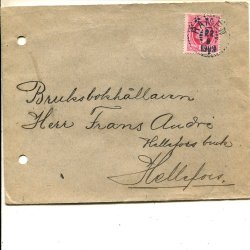 Bruksbokhållaren
Herr Frans André
Hellefors bruk
Hellefors.